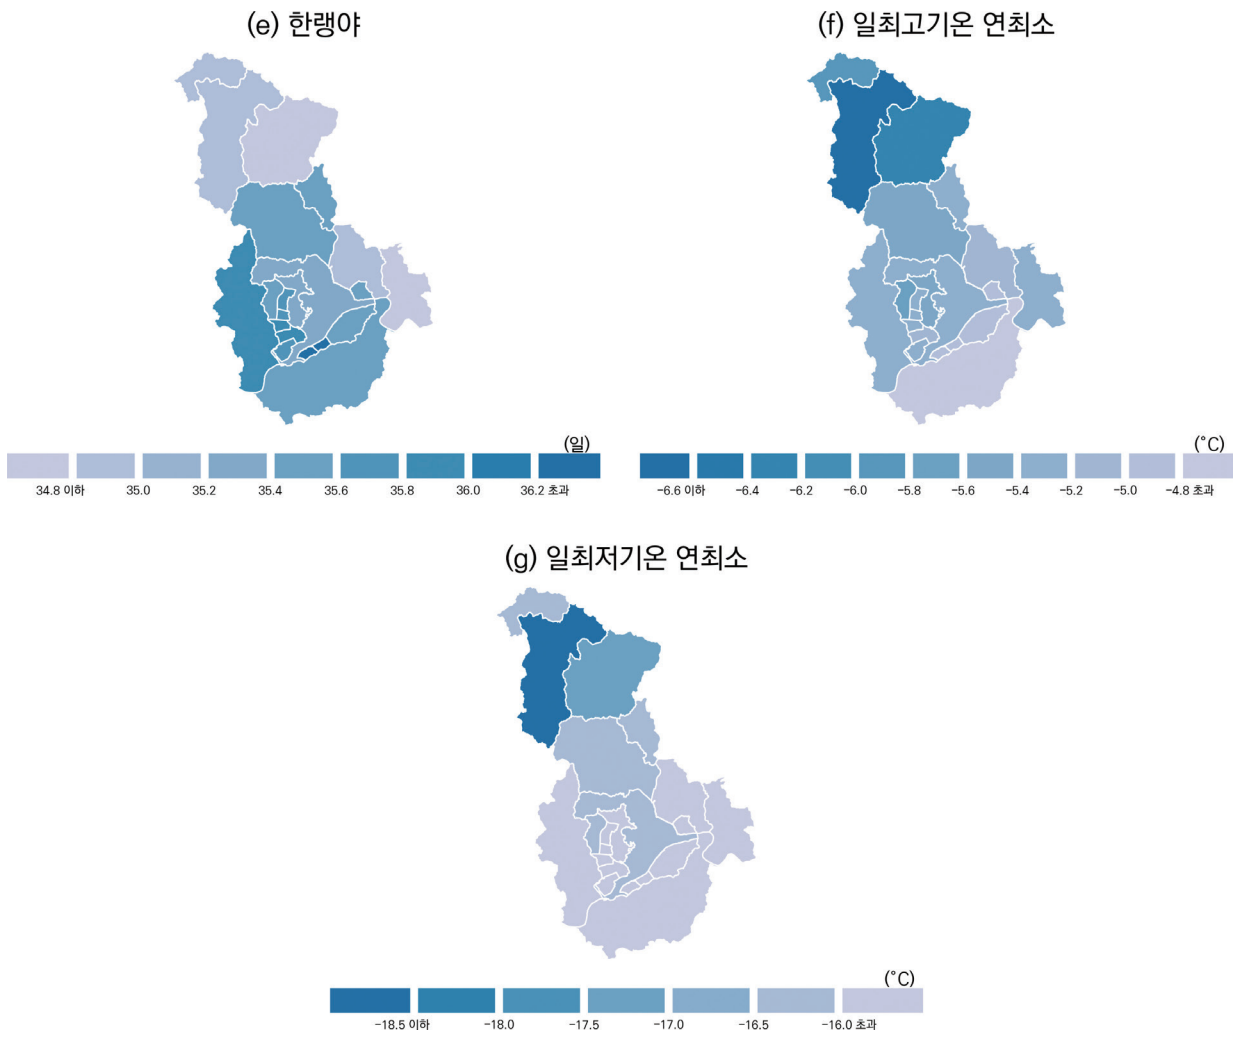 (e) 한랭야
(f) 일최고기온 연최소
(일)
34.8 이하 35.0 35.2 35.4 35.6 35.8 36.0 36.2 초과
(°C)
-6.6 이하 -6.4 -6.2 -6.0 -5.8 -5.6 -5.4 -5.2 -5.0 -4.8 초과
(g) 일최저기온 연최소
(°C)
-18.5 이하 -18.0 -17.5 -17.0 -16.5 -16.0 초과